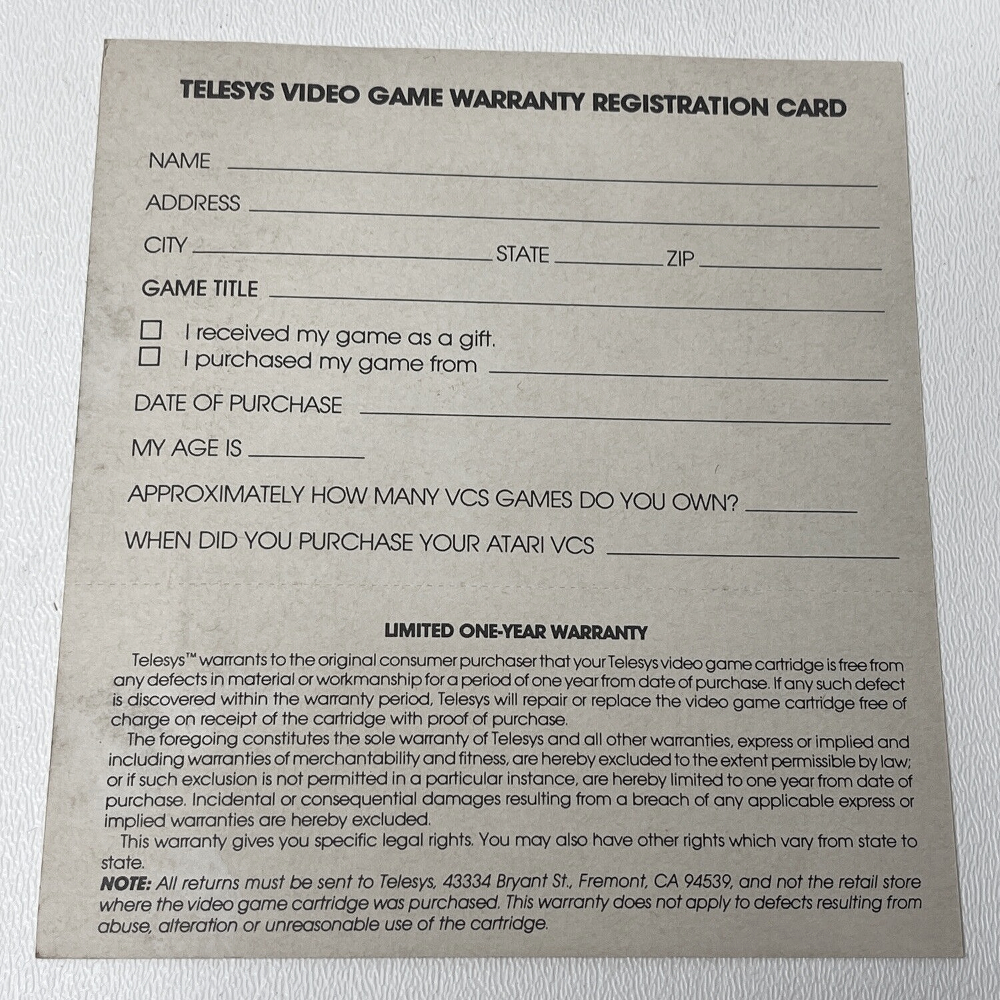 TELESYS VIDEO GAME WARRANTY REGISTRATION CARD
NAME
ADDRESS
CITY STATE ZIP
GAME TITLE
I received my game as a gift.
I purchased my game from
DATE OF PURCHASE
MY AGE IS
APPROXIMATELY HOW MANY VCS GAMES DO YOU OWN?
WHEN DID YOU PURCHASE YOUR ATARI VCS
LIMITED ONE-YEAR WARRANTY
Telesys™ warrants to the original consumer purchaser that your Telesys video game cartridge is free from
any defects in material or workmanship for a period of one year from date of purchase. If any such defect
is discovered within the warranty period, Telesys will repair or replace the video game cartridge free of
charge on receipt of the cartridge with proof of purchase.
The foregoing constitutes the sole warranty of Telesys and all other warranties, express or implied and
including warranties of merchantability and fitness, are hereby excluded to the extent permissible by law;
or if such exclusion is not permitted in a particular instance, are hereby limited to one year from date of
purchase. Incidental or consequential damages resulting from a breach of any applicable express or
implied warranties are hereby excluded.
This warranty gives you specific legal rights. You may also have other rights which vary from state to
state.
NOTE: All returns must be sent to Telesys, 43334 Bryant St., Fremont, CA 94539, and not the retail store
where the video game cartridge was purchased. This warranty does not apply to defects resulting from
abuse, alteration or unreasonable use of the cartridge.